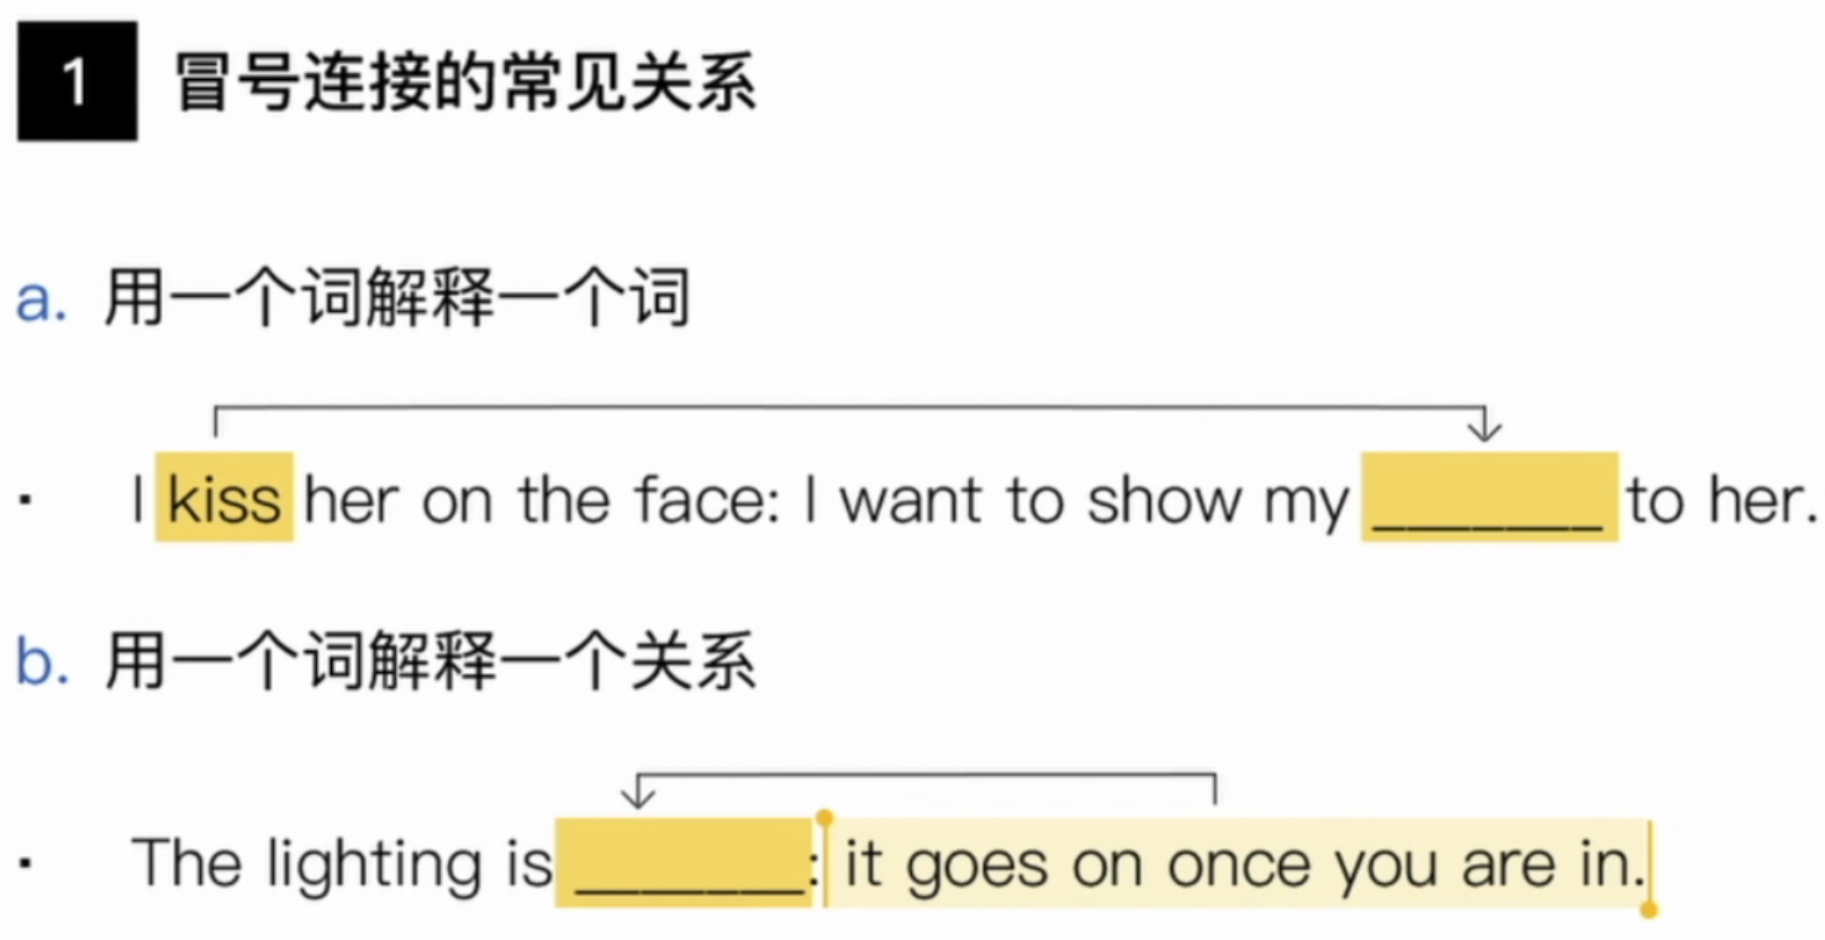 1 冒号连接的常见关系
a. 用一个词解释一个词
· I kiss her on the face: I want to show my _______ to her.
b. 用一个词解释一个关系
· The lighting is _______: it goes on once you are in.